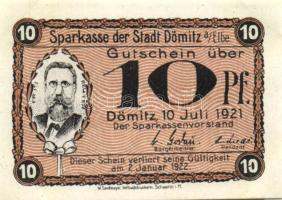 10 Sparkasse der Stadt Dömitz a/Elbe 10
Gutschein über
10 Pf.
Dömitz, 10 Juli 1921
Der Sparkassenvorstand
Bürgermeister
Dieser Schein verliert seine Gültigkeit
10 am 2 Januar 1922 10